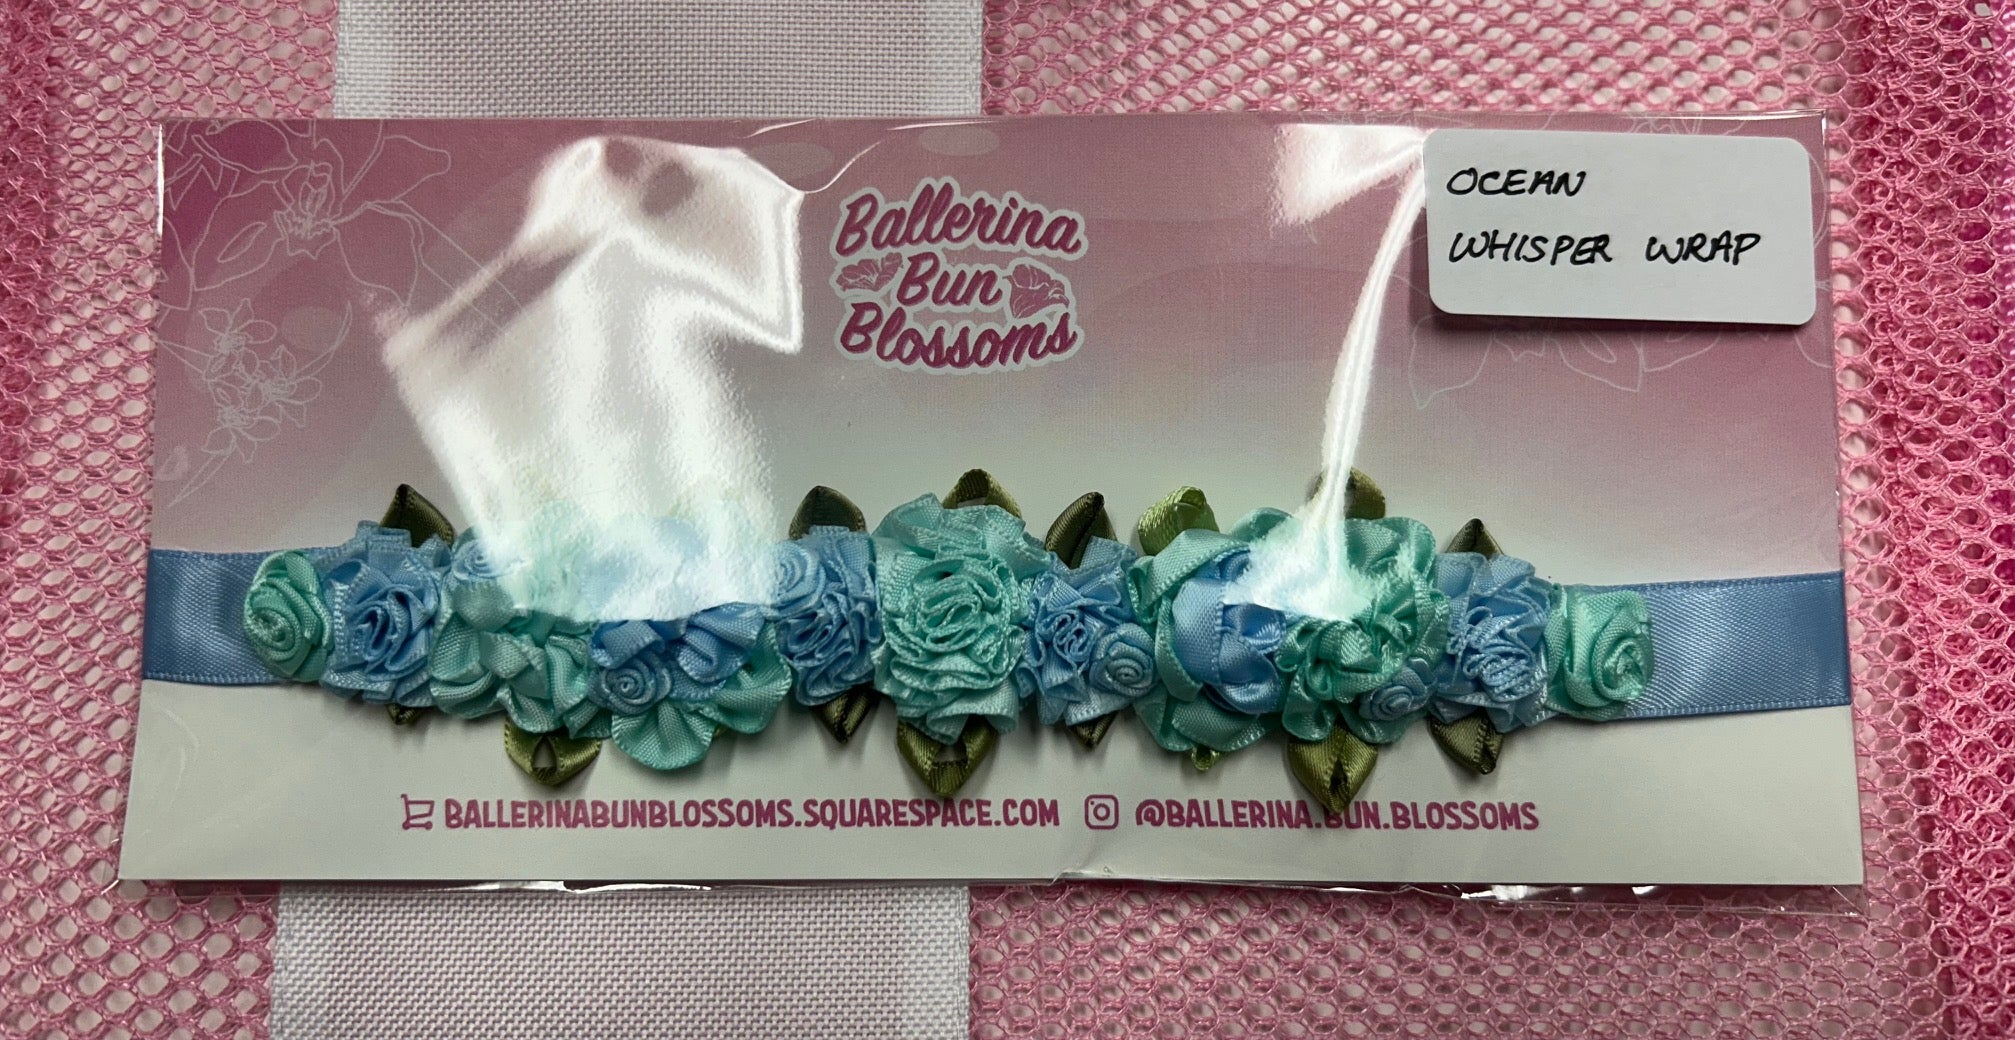 Ballerina
Bun
Blossoms
OCEAN
WHISPER WRAP
BALLERINABUNBLOSSOMS.SQUARESPACE.COM @BALLERINA.BUN.BLOSSOMS